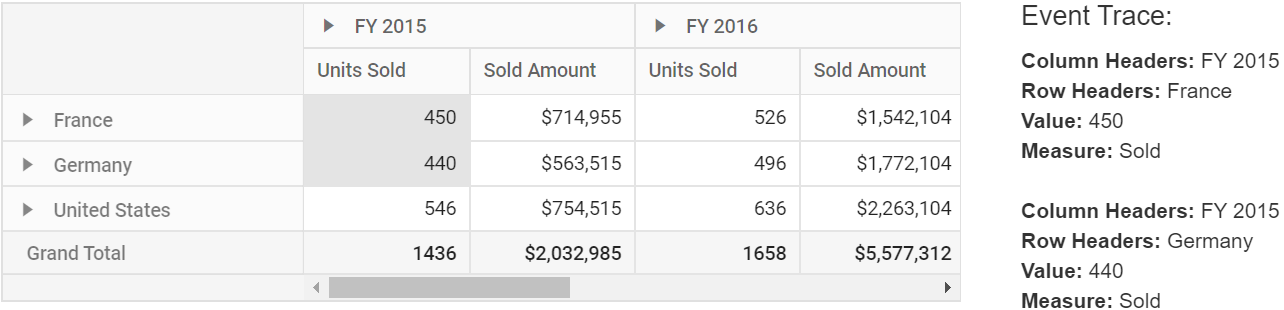 FY 2015 FY 2016
Units Sold Sold Amount Units Sold Sold Amount
France 450 $714,955 526 $1,542,104
Germany 440 $563,515 496 $1,772,104
United States 546 $754,515 636 $2,263,104
Grand Total 1436 $2,032,985 1658 $5,577,312
Event Trace:
Column Headers: FY 2015
Row Headers: France
Value: 450
Measure: Sold
Column Headers: FY 2015
Row Headers: Germany
Value: 440
Measure: Sold